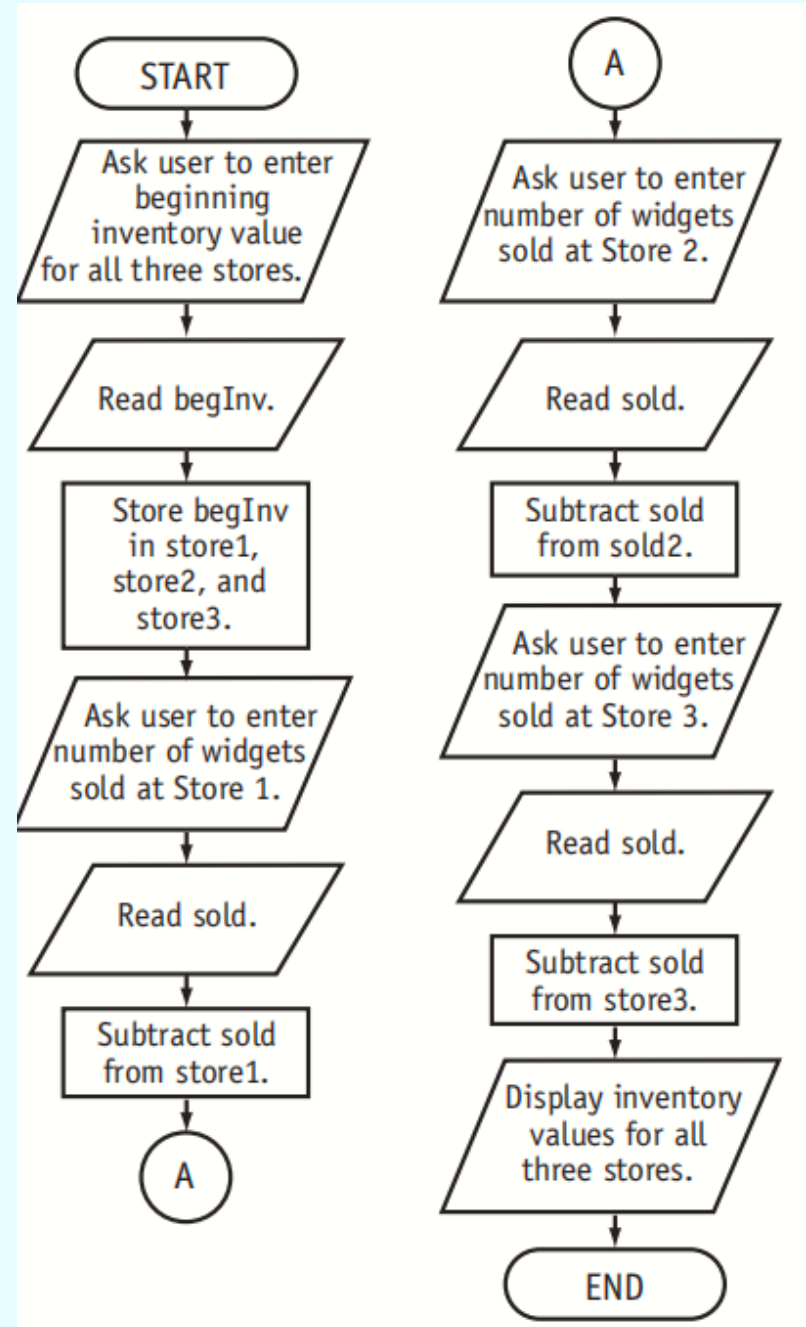 START
Ask user to enter
beginning
inventory value
for all three stores.
Read begInv.
Store begInv
in store1,
store2, and
store3.
Ask user to enter
number of widgets
sold at Store 1.
Read sold.
Subtract sold
from store1.
A
A
Ask user to enter
number of widgets
sold at Store 2.
Read sold.
Subtract sold
from sold2.
Ask user to enter
number of widgets
sold at Store 3.
Read sold.
Subtract sold
from store3.
Display inventory
values for all
three stores.
END